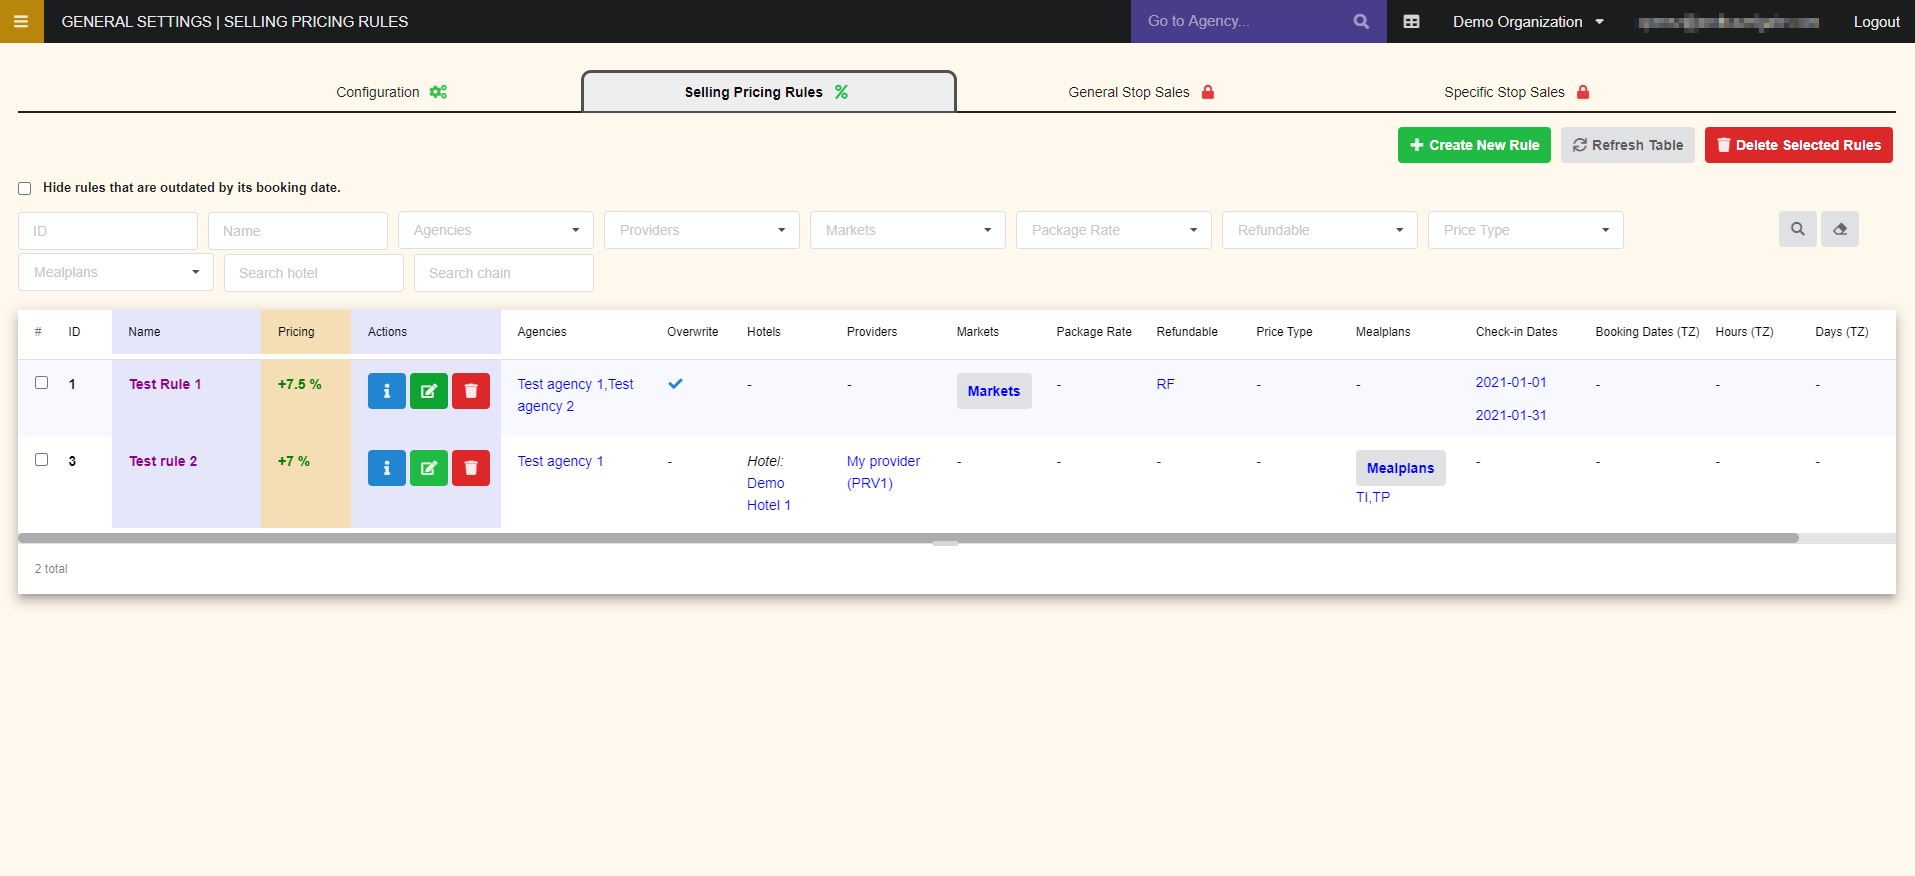 GENERAL SETTINGS | SELLING PRICING RULES
Go to Agency...
Demo Organization
Logout
Configuration
Selling Pricing Rules
General Stop Sales
Specific Stop Sales
Create New Rule
Refresh Table
Delete Selected Rules
Hide rules that are outdated by its booking date.
ID
Name
Agencies
Providers
Markets
Package Rate
Refundable
Price Type
Mealplans
Search hotel
Search chain
# ID Name Pricing Actions Agencies Overwrite Hotels Providers Markets Package Rate Refundable Price Type Mealplans Check-in Dates Booking Dates (TZ) Hours (TZ) Days (TZ)
1 Test Rule 1 +7.5 % Test agency 1,Test - - Markets - RF - - 2021-01-01 - - -
agency 2 2021-01-31
3 Test rule 2 +7 % Test agency 1 - Hotel: My provider - - - - Mealplans - - - -
Demo (PRV1) TI,TP
Hotel 1
2 total